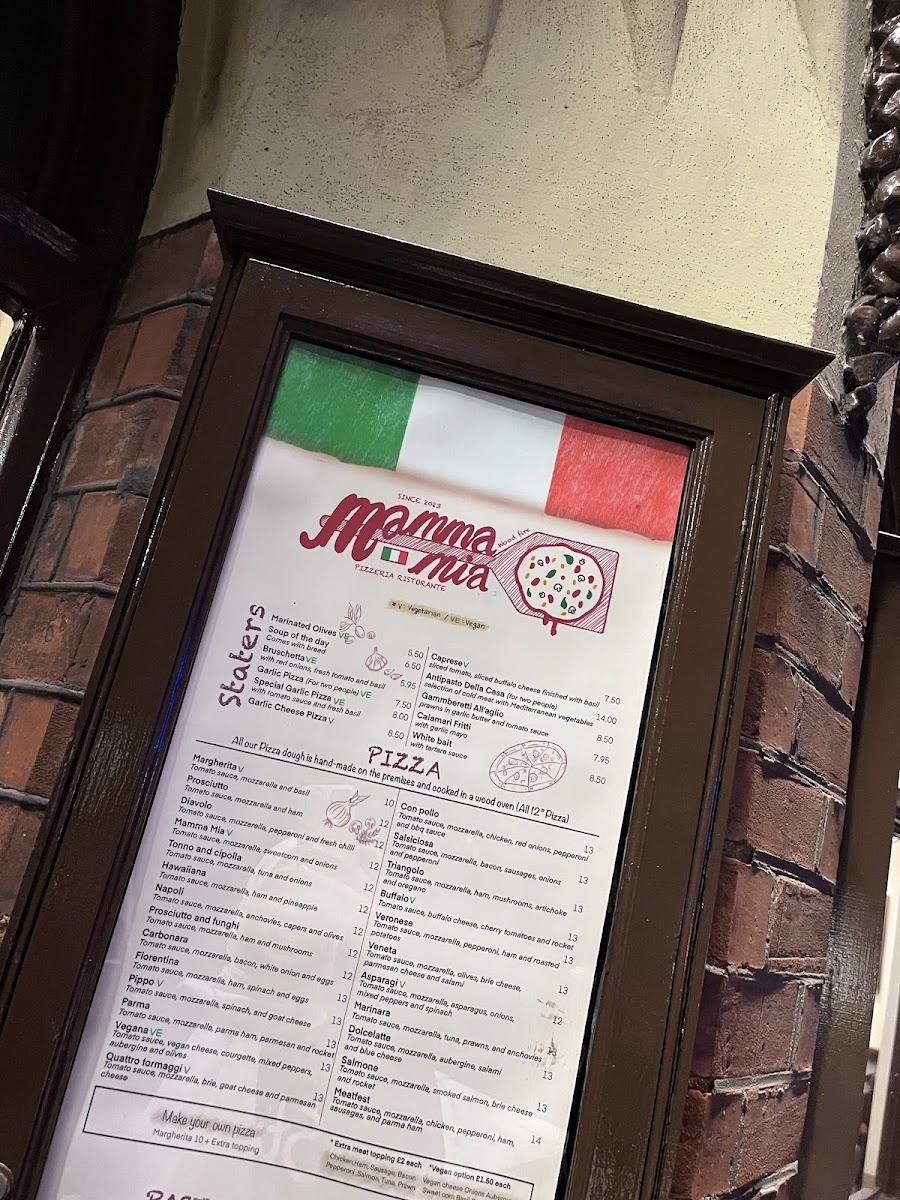 SINCE 2023
Mamma
mia
Wood fire
PIZZERIA RISTORANTE
V: Vegetarian / VE: Vegan
Staters
Marinated Olives VE 5.50
Soup of the day 6.50
Comes with bread
Bruschetta VE 5.95
with red onions, fresh tomato and basil
Garlic Pizza (For two people) VE 7.50
Special Garlic Pizza VE 8.00
with tomato sauce and fresh basil
Garlic Cheese Pizza V 8.50
Caprese V 7.50
sliced tomato, sliced buffalo cheese finished with basil
Antipasto Della Casa (for two people) 14.00
selection of cold meat with Mediterranean vegetables
Gammberetti All'aglio 8.50
prawns in garlic butter and tomato sauce
Calamari Fritti 7.95
with garlic mayo
White bait 8.50
with tartare sauce
PIZZA
All our Pizza dough is hand-made on the premises and cooked in a wood oven (All 12" Pizza)
Margherita V 10
Tomato sauce, mozzarella and basil
Prosciutto 12
Tomato sauce, mozzarella and ham
Diavolo 12
Tomato sauce, mozzarella, pepperoni and fresh chilli
Mamma Mia V 12
Tomato sauce, mozzarella, sweetcorn and onions
Tonno and cipolla 12
Tomato sauce, mozzarella, tuna and onions
Hawaiiana 12
Tomato sauce, mozzarella, ham and pineapple
Napoli 12
Tomato sauce, mozzarella, anchovies, capers and olives
Prosciutto and funghi 12
Tomato sauce, mozzarella, ham and mushrooms
Carbonara 12
Tomato sauce, mozzarella, bacon, white onion and eggs
Fiorentina 13
Tomato sauce, mozzarella, ham, spinach and eggs
Pippo V 13
Tomato sauce, mozzarella, spinach, and goat cheese
Parma 13
Tomato sauce, mozzarella, parma ham, parmesan and rocket
Vegana VE 13
Tomato sauce, vegan cheese, courgette, mixed peppers,
aubergine and olives
Quattro formaggi V 13
Tomato sauce, mozzarella, brie, goat cheese and parmesan
cheese
Con pollo
Tomato sauce, mozzarella, chicken, red onions, pepperoni
and bbq sauce 13
Salsiciosa
Tomato sauce, mozzarella, bacon, sausages, onions
and pepperoni 13
Triangolo
Tomato sauce, mozzarella, ham, mushrooms, artichoke
and oregano 13
Buffalo V
Tomato sauce, buffalo cheese, cherry tomatoes and rocket 13
Veronese
Tomato sauce, mozzarella, pepperoni, ham and roasted
potatoes 13
Veneta
Tomato sauce, mozzarella, olives, brie cheese,
parmesan cheese and salami 13
Asparagi V
Tomato sauce, mozzarella, asparagus, onions,
mixed peppers and spinach 12
Marinara
Tomato sauce, mozzarella, tuna, prawns, and anchovies 13
Dolcelatte
Tomato sauce, mozzarella, aubergine, salami
and blue cheese 13
Salmone
Tomato sauce, mozzarella, smoked salmon, brie cheese
and rocket 13
Meatfest
Tomato sauce, mozzarella, chicken, pepperoni, ham,
sausages, and parma ham 14
Make your own pizza
Margherita 10 + Extra topping
* Extra meat topping £2 each
Chicken, Ham, Sausage, Bacon
Pepperoni, Salmon, Tuna, Prawn
*Vegan option £1.50 each
Vegan cheese Onions
Sweet corn